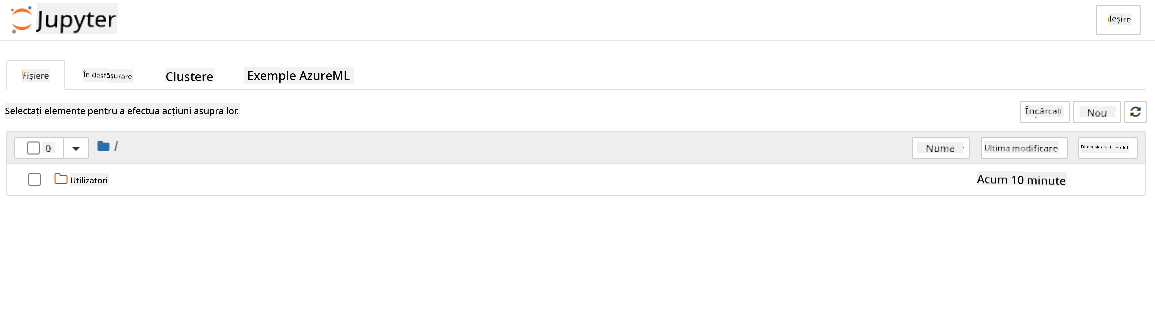 Jupyter
Ieșire
Fișiere
În desfășurare
Clustere
Exemple AzureML
Selectați elemente pentru a efectua acțiuni asupra lor.
Încărcați
Nou
0
/
Nume
Ultima modificare
Utilizatori
Acum 10 minute